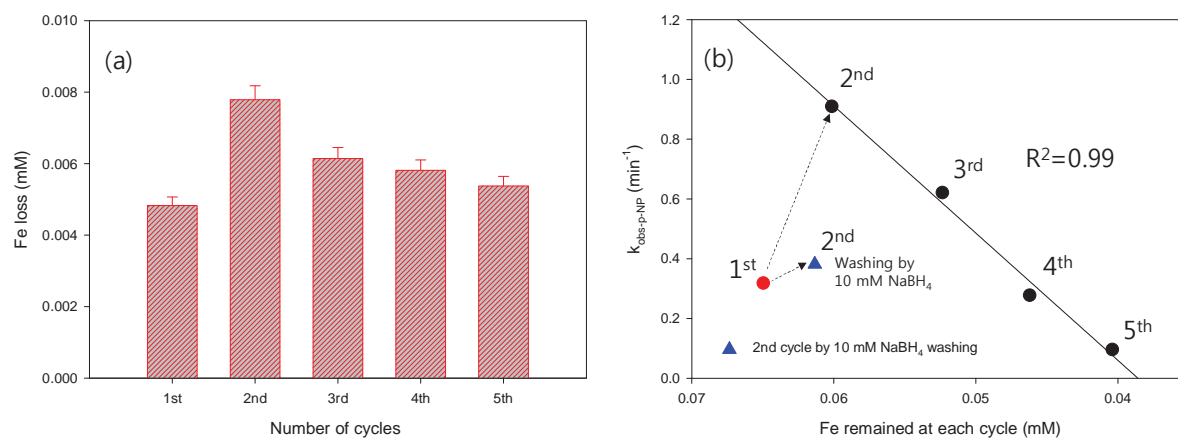 (a)
Fe loss (mM)
0.010
0.008
0.006
0.004
0.002
0.000
1st 2nd 3rd 4th 5th
Number of cycles
(b)
k_obs-p-NP (min⁻¹)
1.2
1.0
0.8
0.6
0.4
0.2
0.0
2ⁿᵈ
R²=0.99
3ʳᵈ
2ⁿᵈ
1ˢᵗ
Washing by
10 mM NaBH₄
4ᵗʰ
5ᵗʰ
2nd cycle by 10 mM NaBH₄ washing
0.07 0.06 0.05 0.04
Fe remained at each cycle (mM)